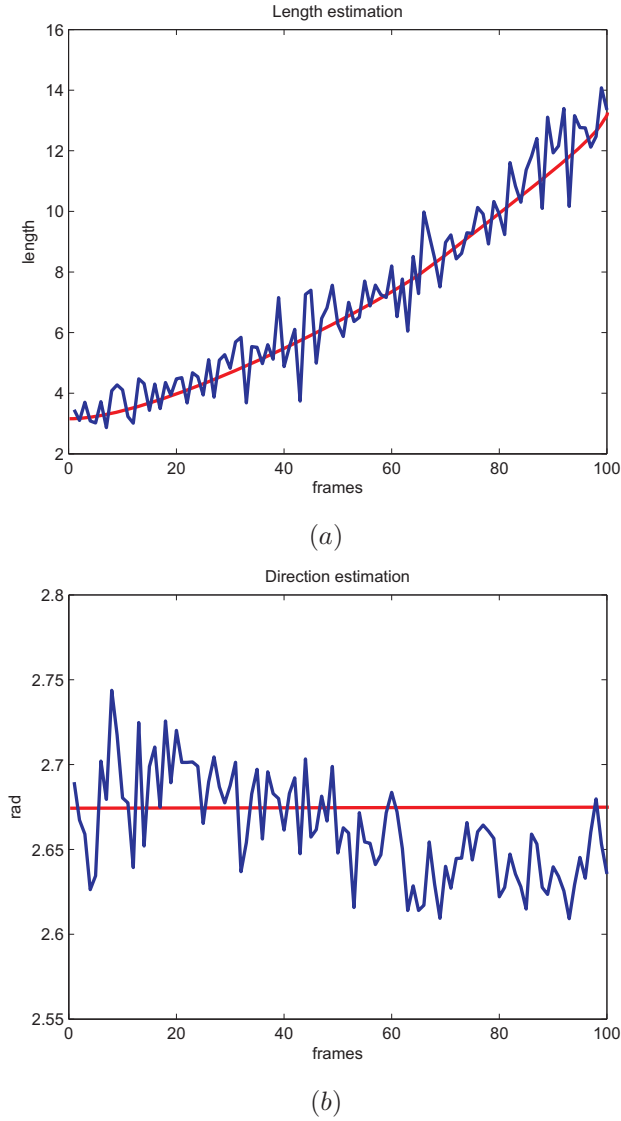 Length estimation
16
14
12
10
8
6
4
2
length
0 20 40 60 80 100
frames
(a)
Direction estimation
2.8
2.75
2.7
2.65
2.6
2.55
rad
0 20 40 60 80 100
frames
(b)